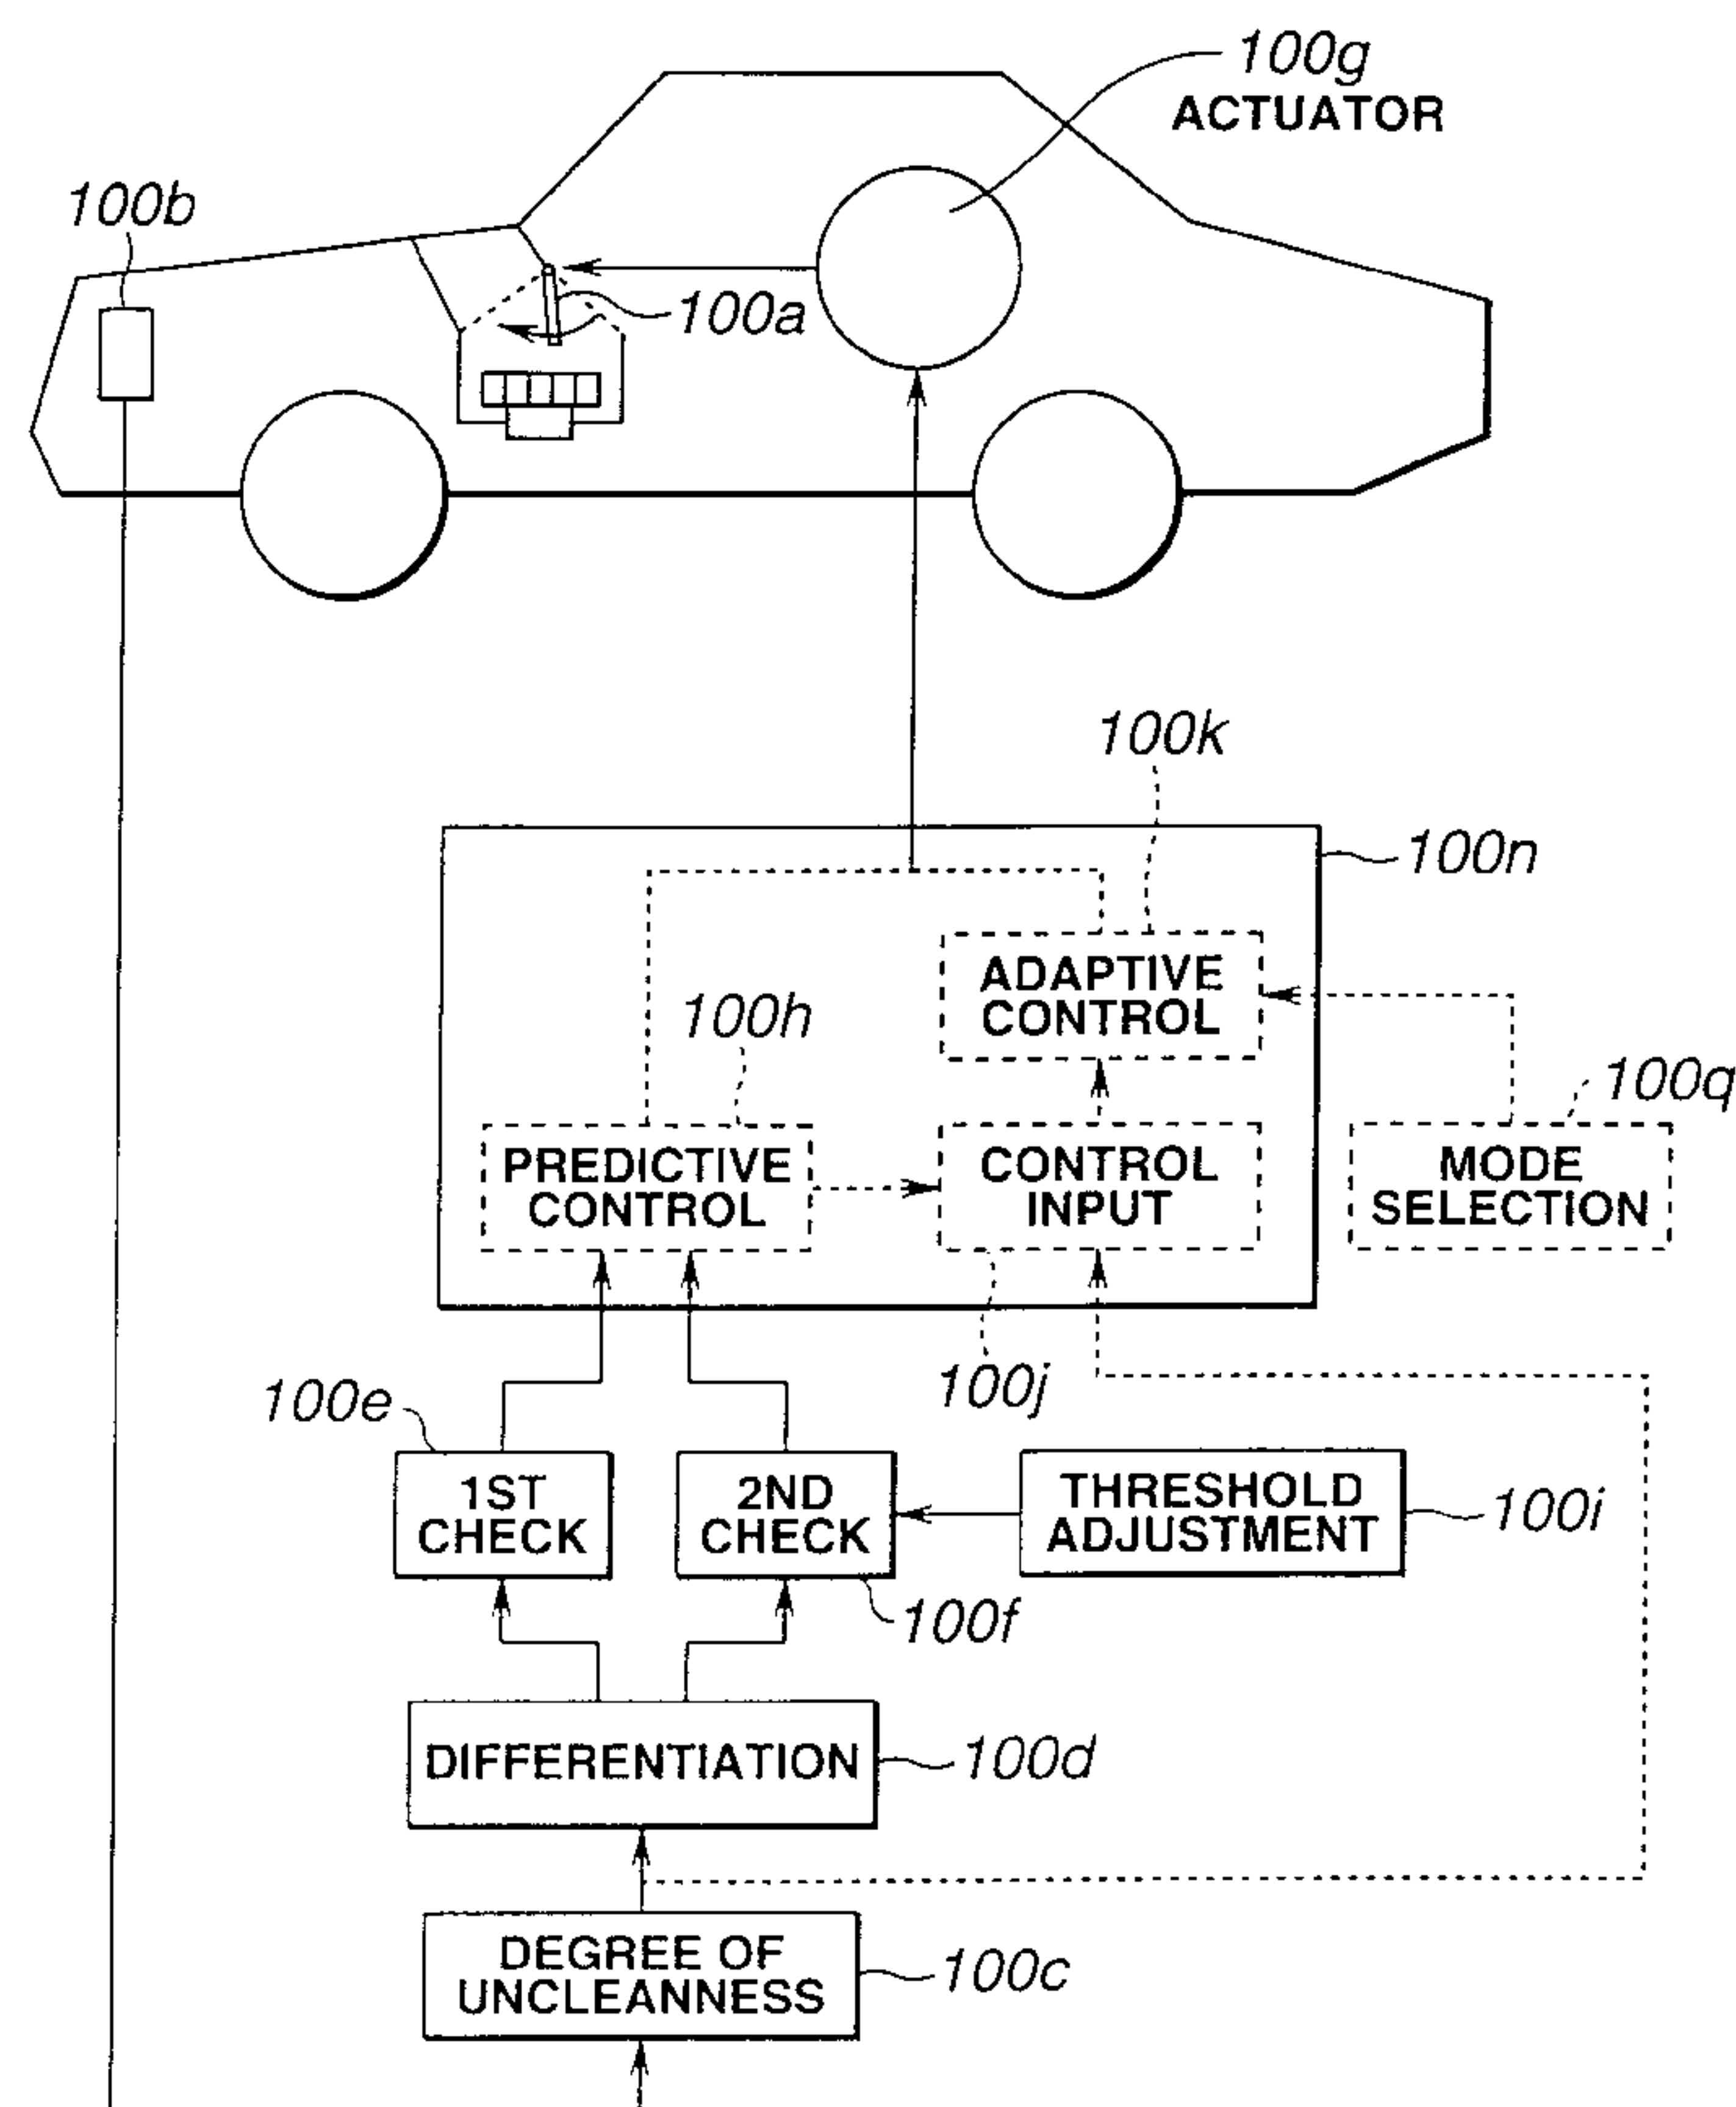 100g
ACTUATOR
100b
100a
100k
100n
ADAPTIVE
CONTROL
100h
100q
PREDICTIVE
CONTROL
CONTROL
INPUT
MODE
SELECTION
100j
100e
1ST
CHECK
2ND
CHECK
THRESHOLD
ADJUSTMENT
100i
100f
DIFFERENTIATION
100d
DEGREE OF
UNCLEANNESS
100c